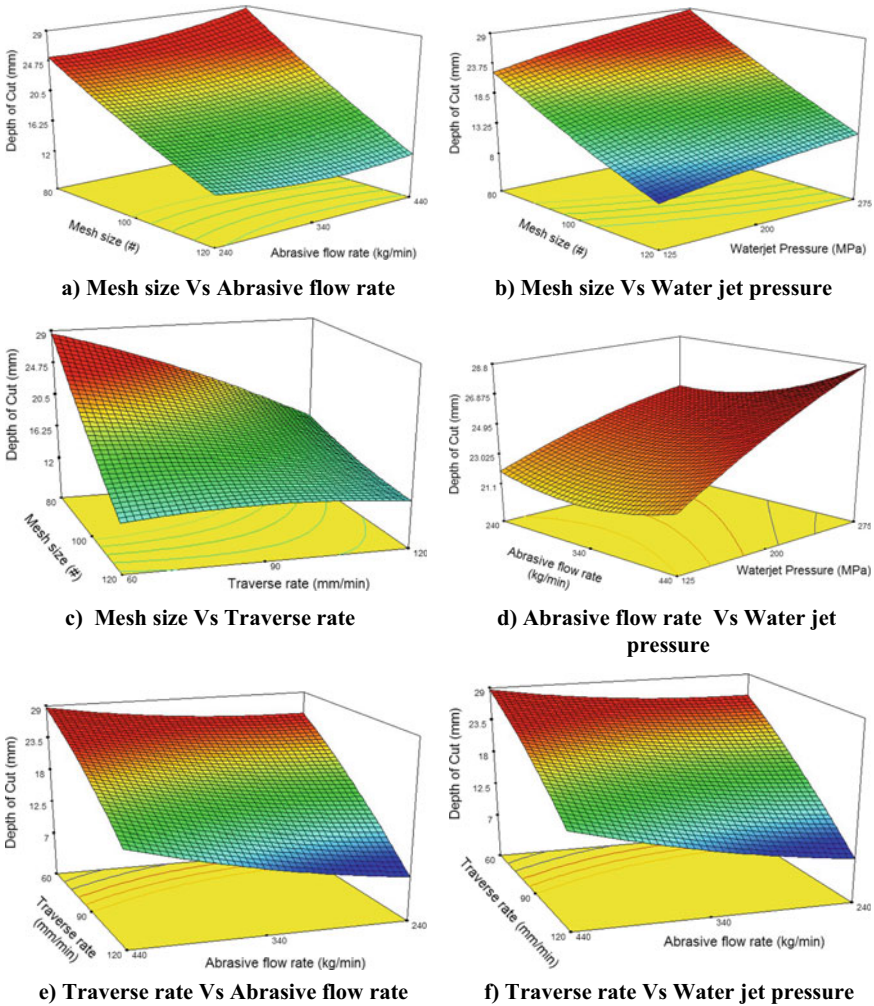 29
24.75
20.5
16.25
12
Depth of Cut (mm)
80
100
120
Mesh size (#)
240
340
440
Abrasive flow rate (kg/min)
a) Mesh size Vs Abrasive flow rate
29
23.75
18.5
13.25
8
Depth of Cut (mm)
80
100
120
Mesh size (#)
125
200
275
Waterjet Pressure (MPa)
b) Mesh size Vs Water jet pressure
29
24.75
20.5
16.25
12
Depth of Cut (mm)
80
100
120
Mesh size (#)
60
90
120
Traverse rate (mm/min)
c) Mesh size Vs Traverse rate
28.8
26.875
24.95
23.025
21.1
Depth of Cut (mm)
240
340
440
Abrasive flow rate
(kg/min)
125
200
275
Waterjet Pressure (MPa)
d) Abrasive flow rate Vs Water jet
pressure
29
23.5
18
12.5
7
Depth of Cut (mm)
60
90
120
Traverse rate
(mm/min)
440
340
240
Abrasive flow rate (kg/min)
e) Traverse rate Vs Abrasive flow rate
29
23.5
18
12.5
7
Depth of Cut (mm)
60
90
120
Traverse rate (mm/min)
440
340
240
Abrasive flow rate (kg/min)
f) Traverse rate Vs Water jet pressure